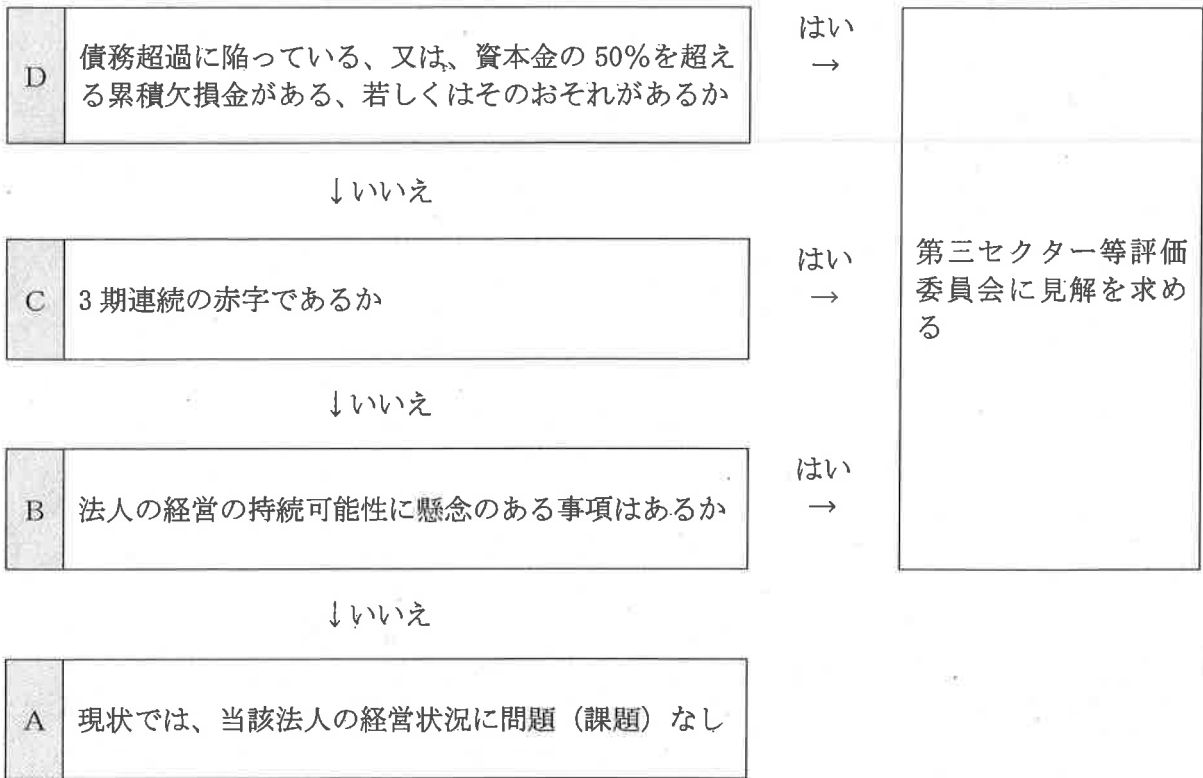 D
債務超過に陥っている、又は、資本金の 50％を超え
る累積欠損金がある、若しくはそのおそれがあるか
はい
→
↓いいえ
C
3 期連続の赤字であるか
はい
→
第三セクター等評価
委員会に見解を求め
る
↓いいえ
B
法人の経営の持続可能性に懸念のある事項はあるか
はい
→
↓いいえ
A
現状では、当該法人の経営状況に問題（課題）なし